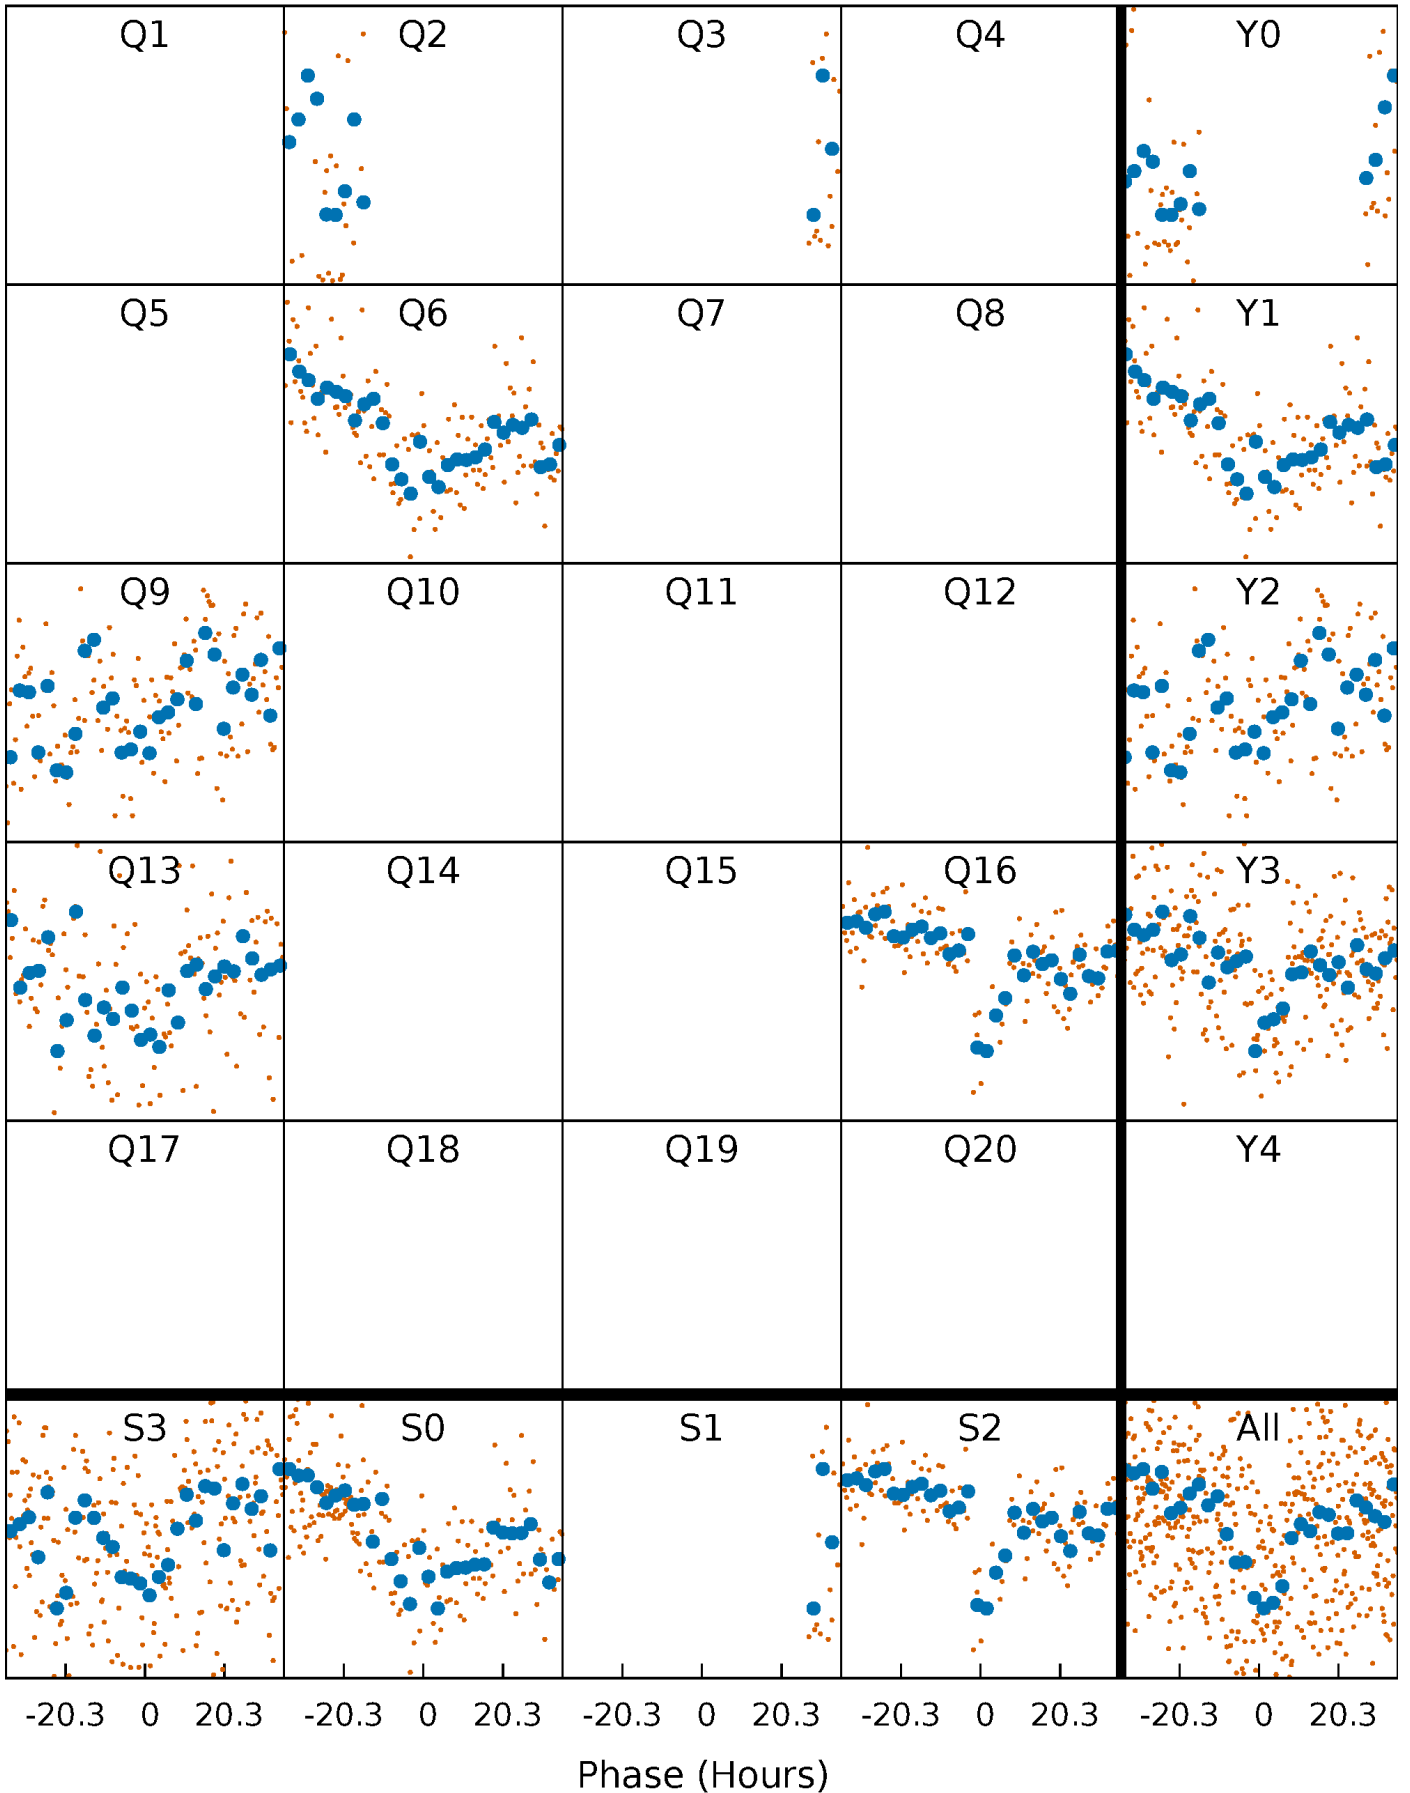 Q1 Q2 Q3 Q4 Y0
Q5 Q6 Q7 Q8 Y1
Q9 Q10 Q11 Q12 Y2
Q13 Q14 Q15 Q16 Y3
Q17 Q18 Q19 Q20 Y4
S3 S0 S1 S2 All
-20.3 0 20.3 -20.3 0 20.3 -20.3 0 20.3 -20.3 0 20.3 -20.3 0 20.3
Phase (Hours)